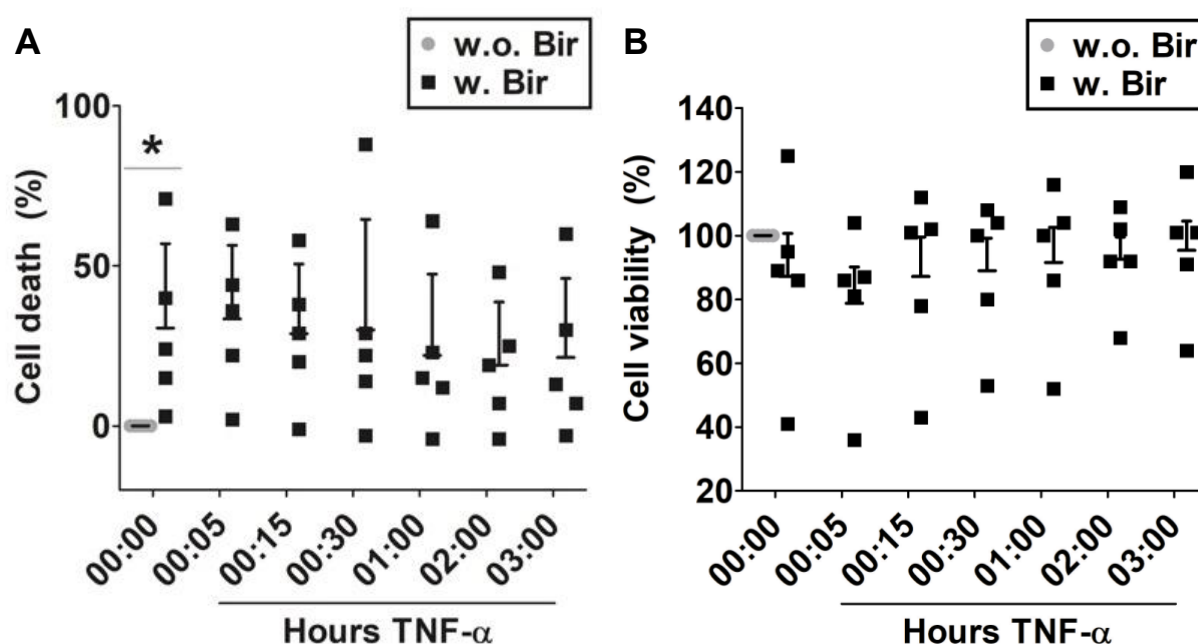 A
w.o. Bir
w. Bir
*
Cell death (%)
100
50
0
00:00
00:05
00:15
00:30
01:00
02:00
03:00
Hours TNF-α
B
w.o. Bir
w. Bir
Cell viability (%)
140
120
100
80
60
40
20
00:00
00:05
00:15
00:30
01:00
02:00
03:00
Hours TNF-α